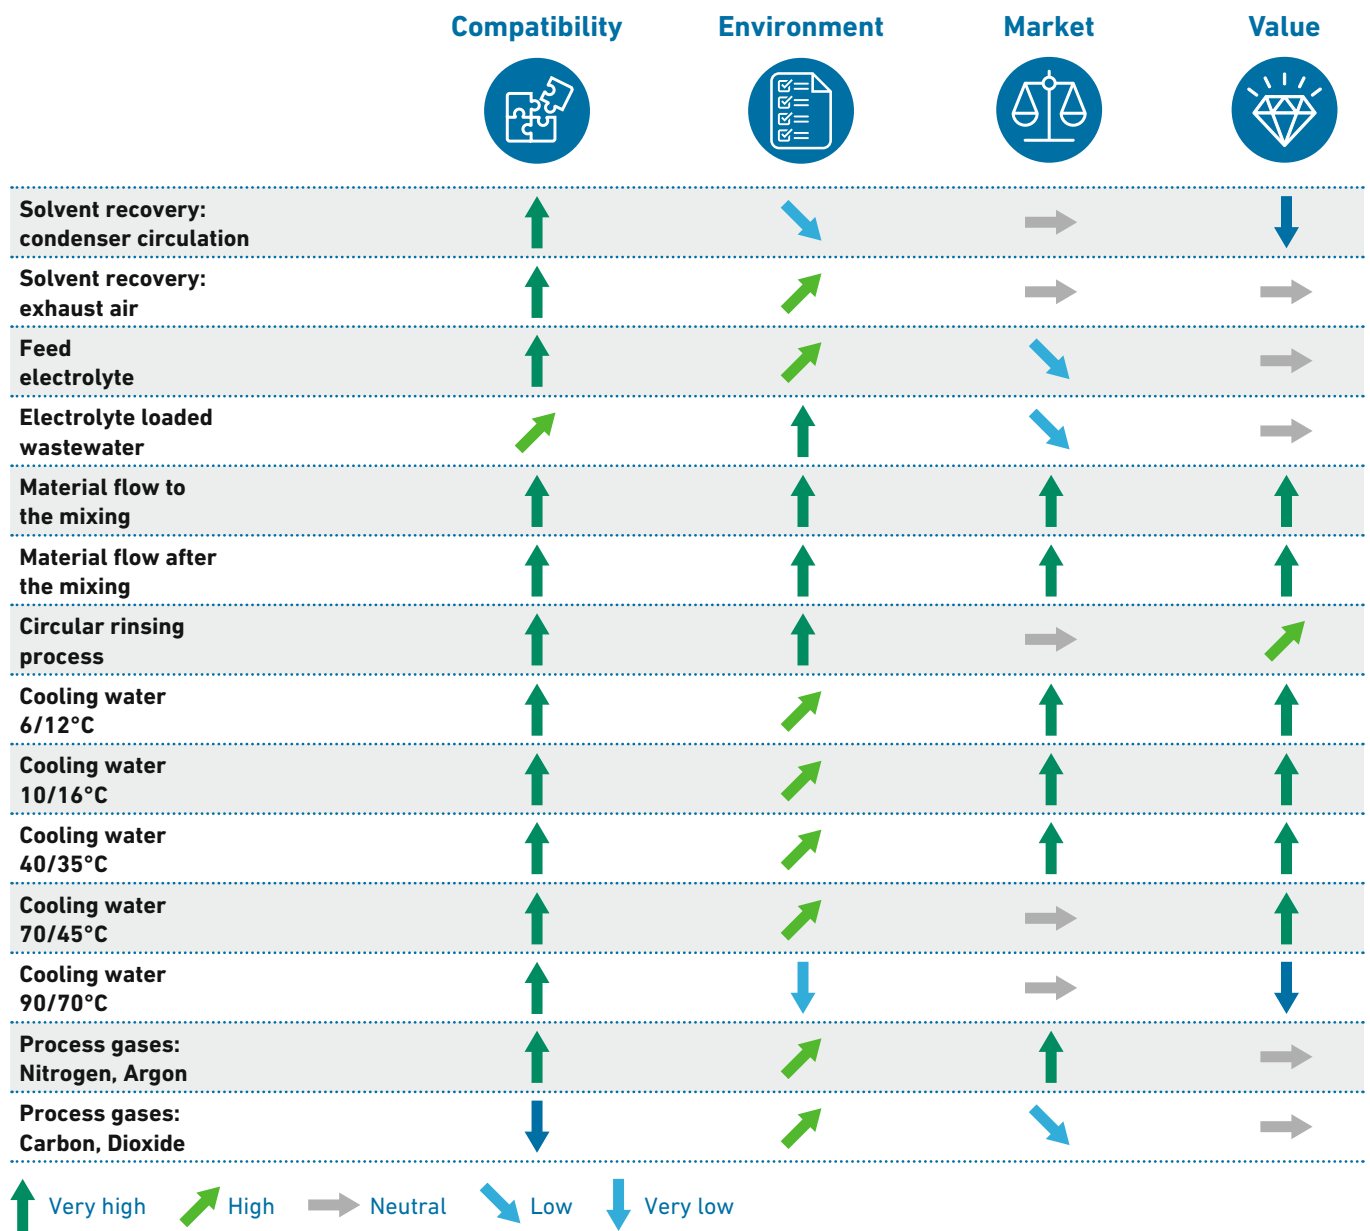 Compatibility Environment Market Value
Solvent recovery:
condenser circulation
Solvent recovery:
exhaust air
Feed
electrolyte
Electrolyte loaded
wastewater
Material flow to
the mixing
Material flow after
the mixing
Circular rinsing
process
Cooling water
6/12°C
Cooling water
10/16°C
Cooling water
40/35°C
Cooling water
70/45°C
Cooling water
90/70°C
Process gases:
Nitrogen, Argon
Process gases:
Carbon, Dioxide
Very high High Neutral Low Very low